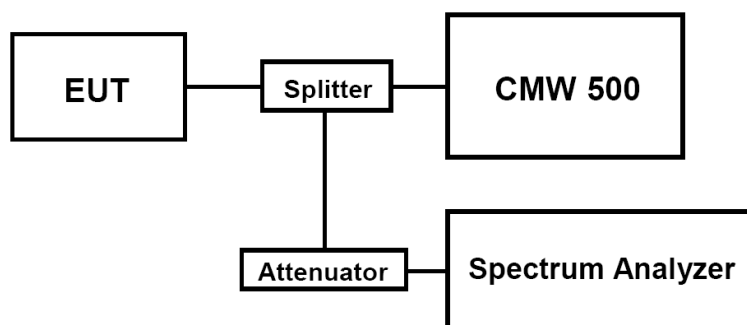 EUT
Splitter
CMW 500
Attenuator
Spectrum Analyzer